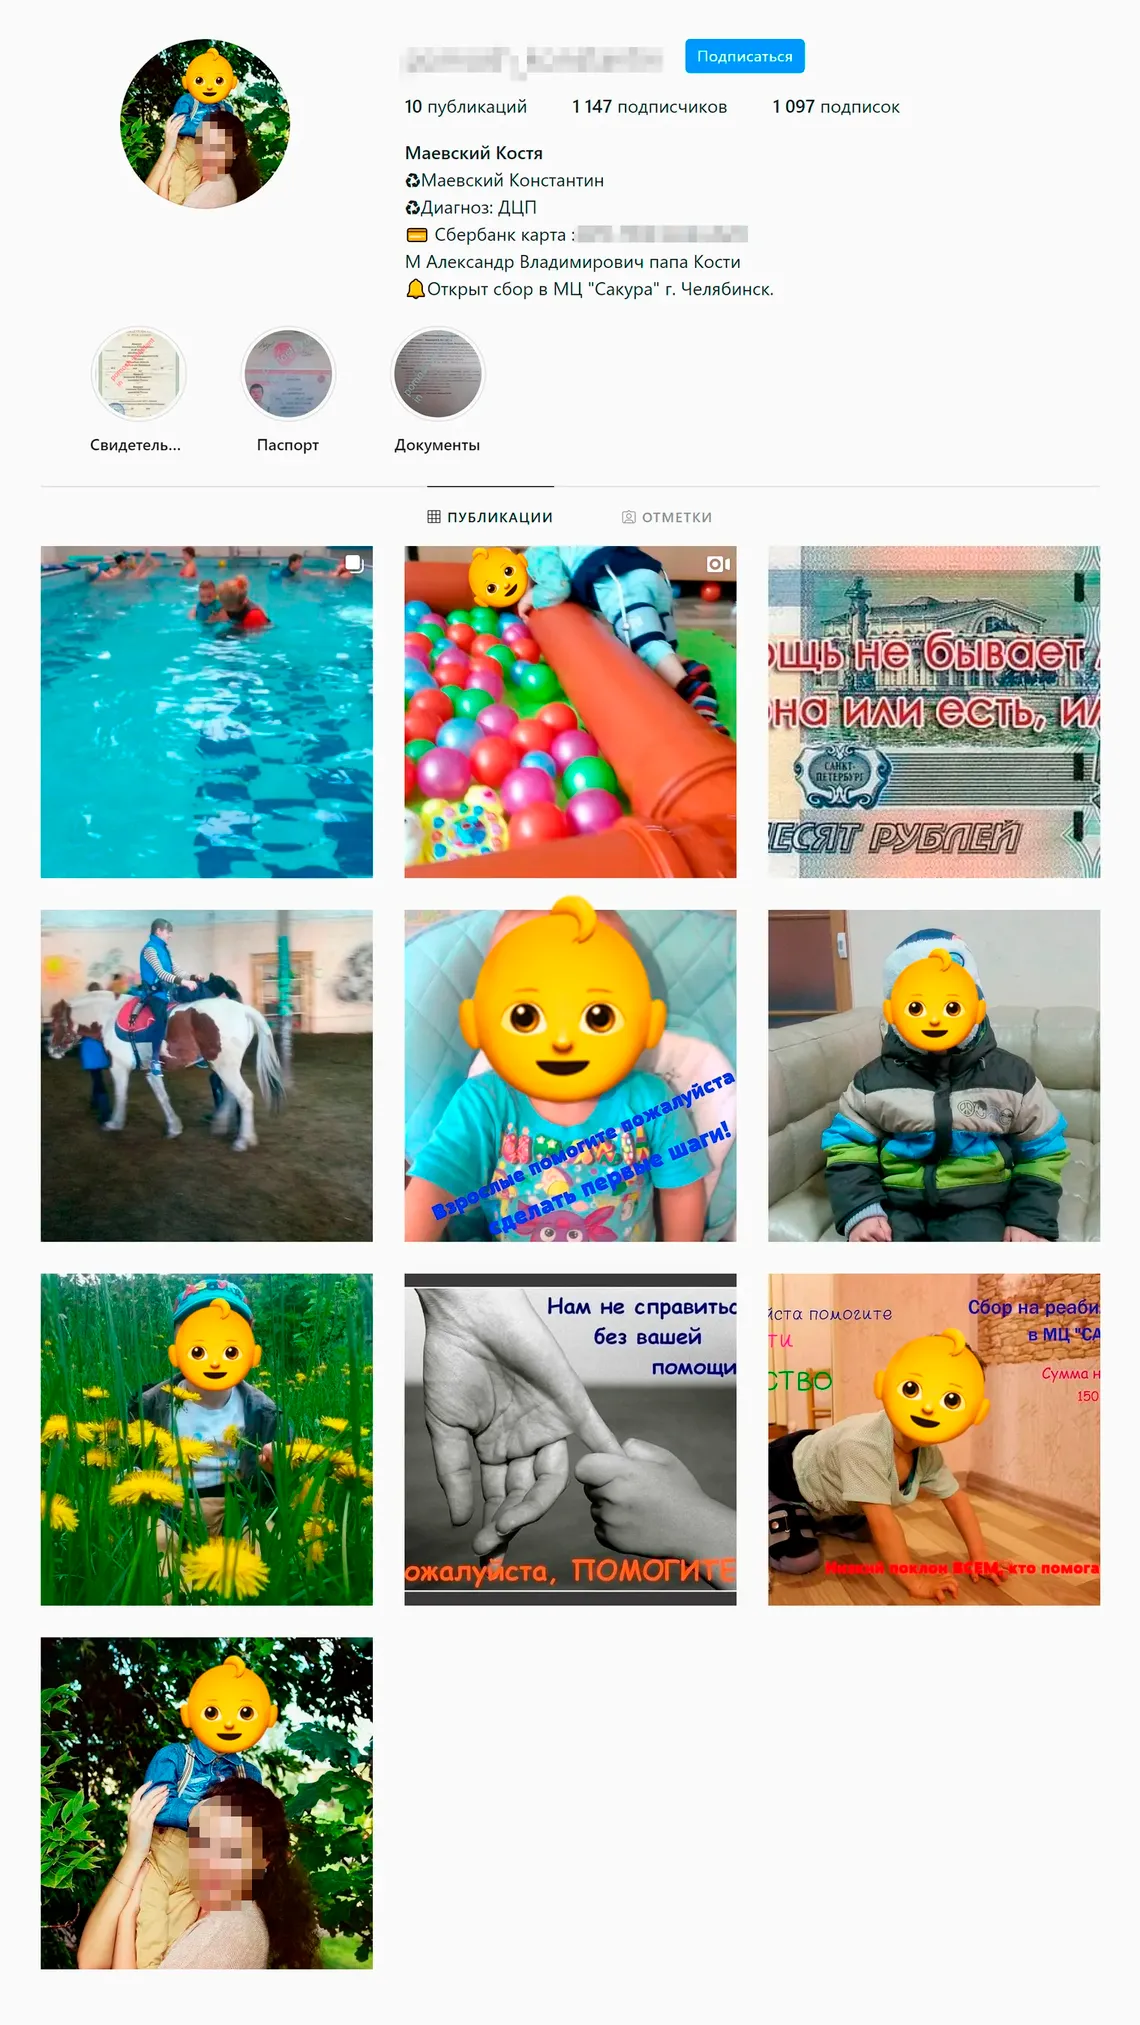 Подписаться
10 публикаций 1 147 подписчиков 1 097 подписок
Маевский Костя
Маевский Константин
Диагноз: ДЦП
Сбербанк карта :
М Александр Владимирович папа Кости
Открыт сбор в МЦ "Сакура" г. Челябинск.
Свидетель... Паспорт Документы
ПУБЛИКАЦИИ ОТМЕТКИ
ощь не бывает
на или есть, ил
САНКТ-
ПЕТЕРБУРГ
ЕСЯТ РУБЛЕЙ
Взрослые помогите пожалуйста
сделать первые шаги!
Нам не справитьс
без вашей
помощи
ожалуйста, ПОМОГИТЕ
йста помогите
ти
ство
Сбор на реаби
в МЦ "СА
Сумма н
150
Низкий поклон ВСЕМ, кто помога